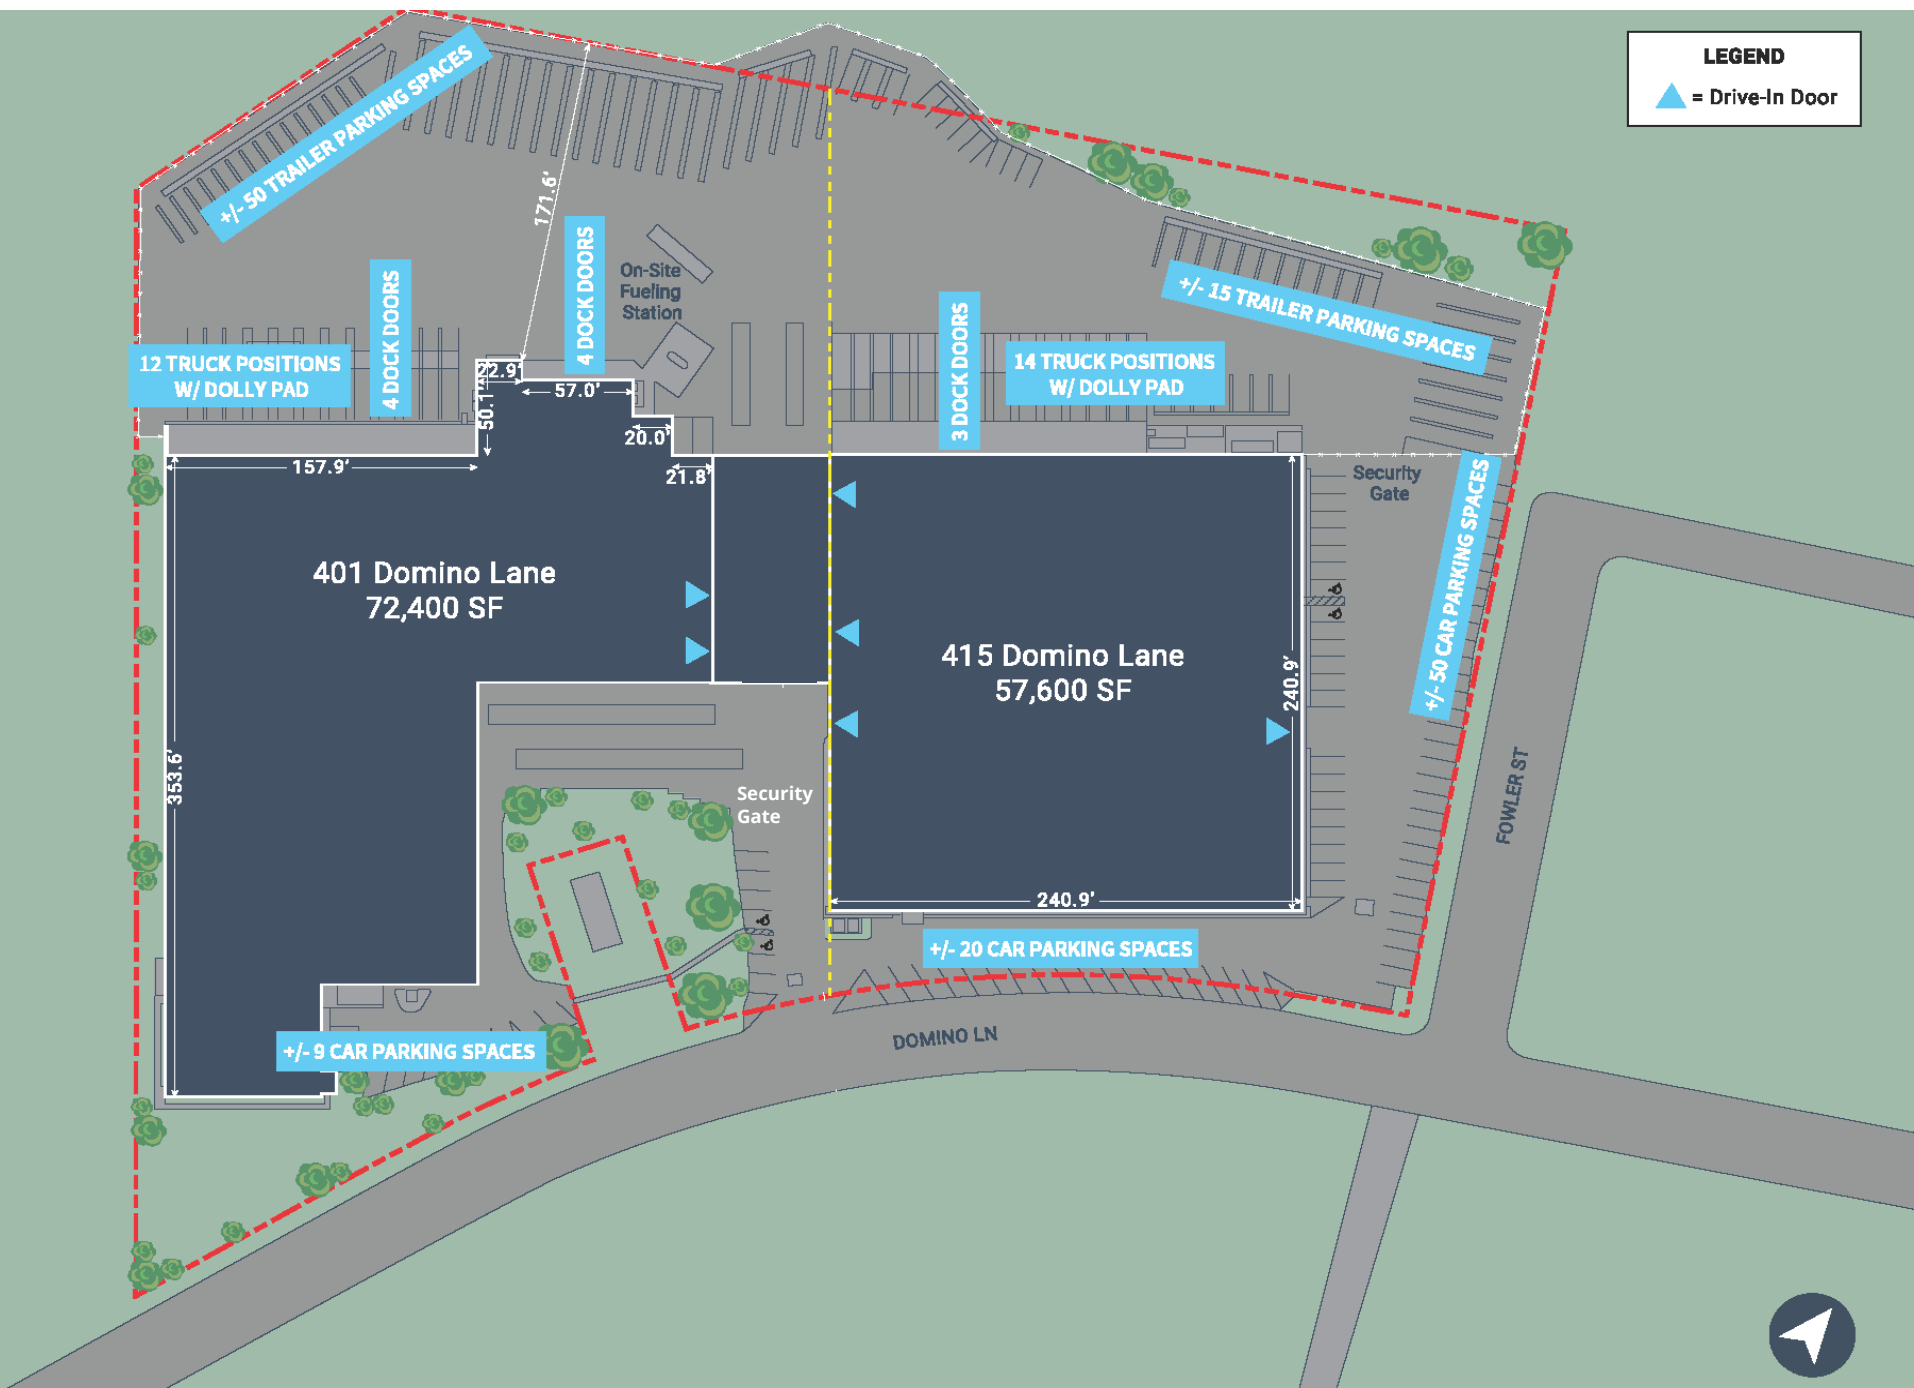 LEGEND
= Drive-In Door
+/- 50 TRAILER PARKING SPACES
171.6'
4 DOCK DOORS
4 DOCK DOORS
On-Site
Fueling
Station
12 TRUCK POSITIONS
W/ DOLLY PAD
3 DOCK DOORS
14 TRUCK POSITIONS
W/ DOLLY PAD
+/- 15 TRAILER PARKING SPACES
22.9'
57.0'
50.1'
20.0'
21.8'
157.9'
Security
Gate
+/- 50 CAR PARKING SPACES
401 Domino Lane
72,400 SF
415 Domino Lane
57,600 SF
240.9'
353.6'
Security
Gate
240.9'
+/- 20 CAR PARKING SPACES
+/- 9 CAR PARKING SPACES
DOMINO LN
FOWLER ST